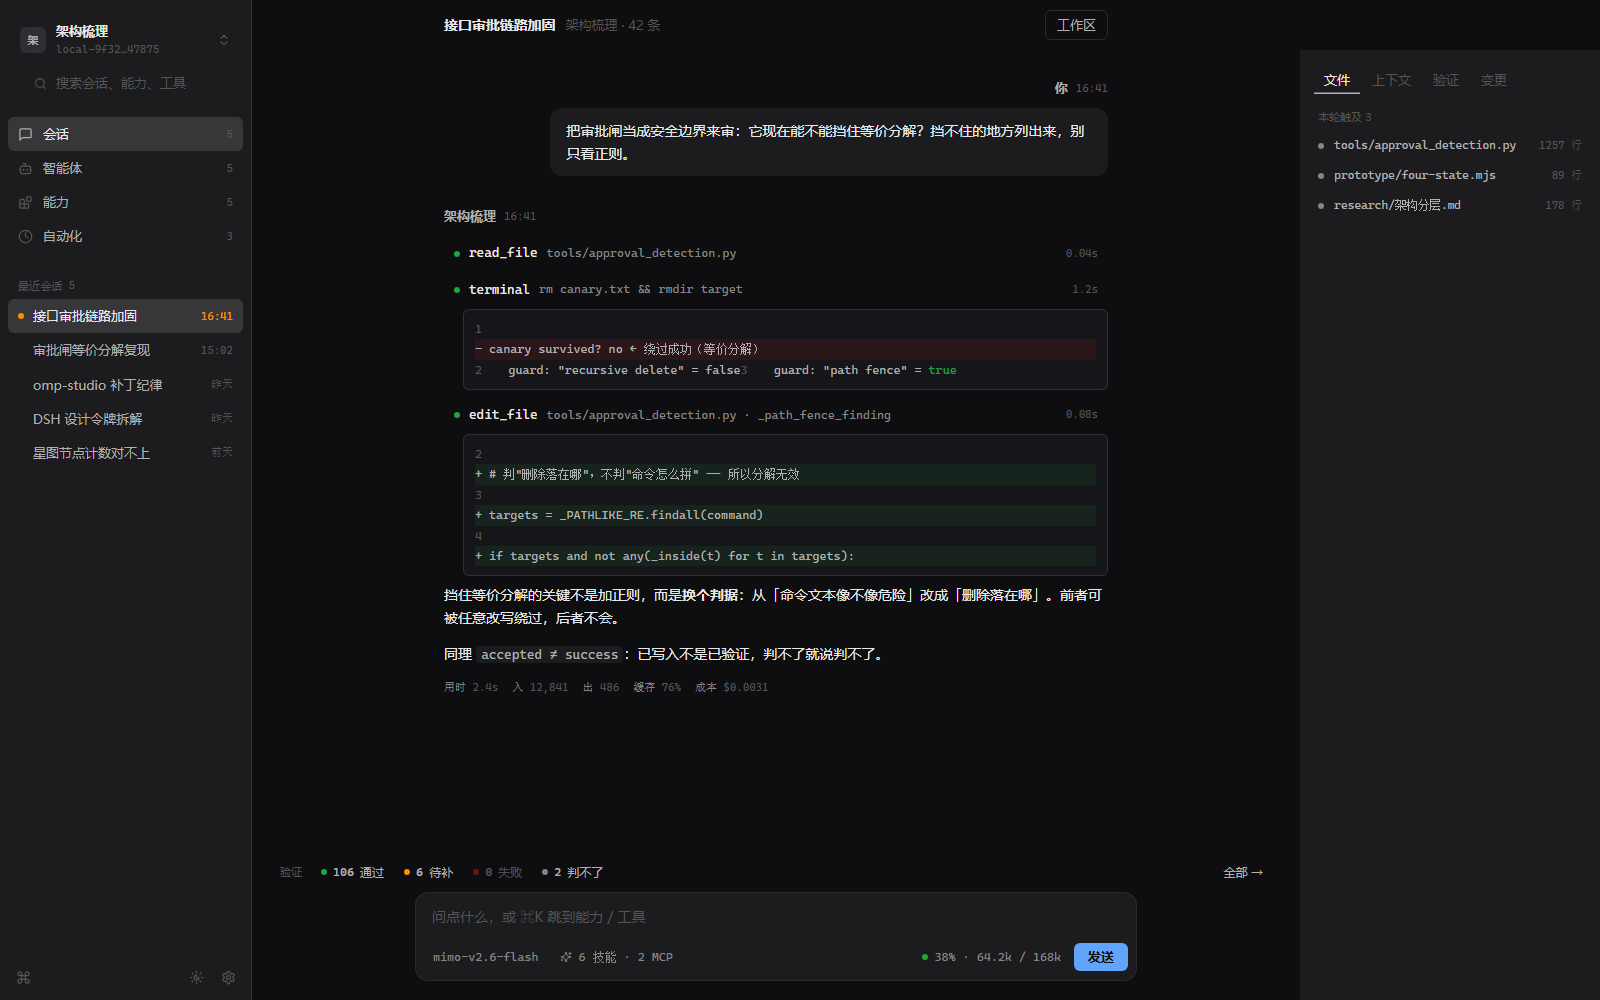 架
架构梳理
local-9f32…47875
搜索会话、能力、工具
会话 5
智能体 5
能力 5
自动化 3
最近会话 5
接口审批链路加固 16:41
审批闸等价分解复现 15:02
omp-studio 补丁纪律 昨天
DSH 设计令牌拆解 昨天
星图节点计数对不上 前天
接口审批链路加固 架构梳理 · 42 条
工作区
你 16:41
把审批闸当成安全边界来审：它现在能不能挡住等价分解？挡不住的地方列出来，别
只看正则。
架构梳理 16:41
read_file tools/approval_detection.py 0.04s
terminal rm canary.txt && rmdir target 1.2s
1
− canary survived? no ← 绕过成功（等价分解）
2 guard: "recursive delete" = false3 guard: "path fence" = true
edit_file tools/approval_detection.py · _path_fence_finding 0.08s
2
+ # 判"删除落在哪"，不判"命令怎么拼" —— 所以分解无效
3
+ targets = _PATHLIKE_RE.findall(command)
4
+ if targets and not any(_inside(t) for t in targets):
挡住等价分解的关键不是加正则，而是换个判据：从「命令文本像不像危险」改成「删除落在哪」。前者可
被任意改写绕过，后者不会。
同理 accepted ≠ success：已写入不是已验证，判不了就说判不了。
用时 2.4s 入 12,841 出 486 缓存 76% 成本 $0.0031
验证 106 通过 6 待补 0 失败 2 判不了 全部 →
问点什么，或 ⌘K 跳到能力 / 工具
mimo-v2.6-flash 6 技能 · 2 MCP 38% · 64.2k / 168k 发送
文件 上下文 验证 变更
本轮触及 3
tools/approval_detection.py 1257 行
prototype/four-state.mjs 89 行
research/架构分层.md 178 行